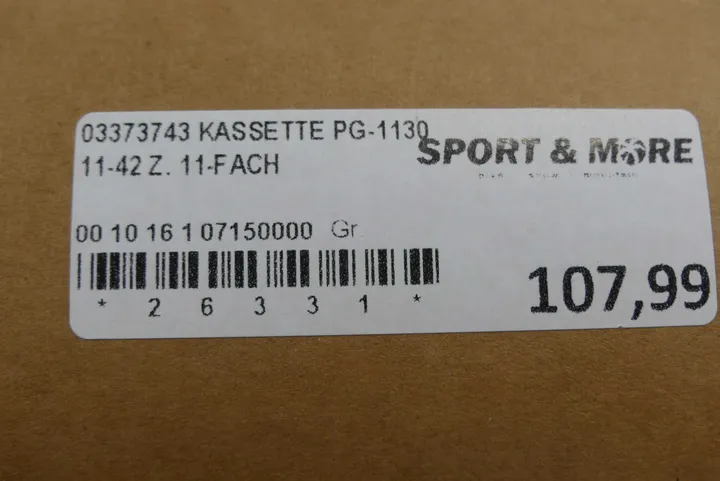 03373743 KASSETTE PG-1130
11-42 Z. 11-FACH
SPORT & MORE
00 10 16 1 07150000 Gr.
* 2 6 3 3 1 *
107,99